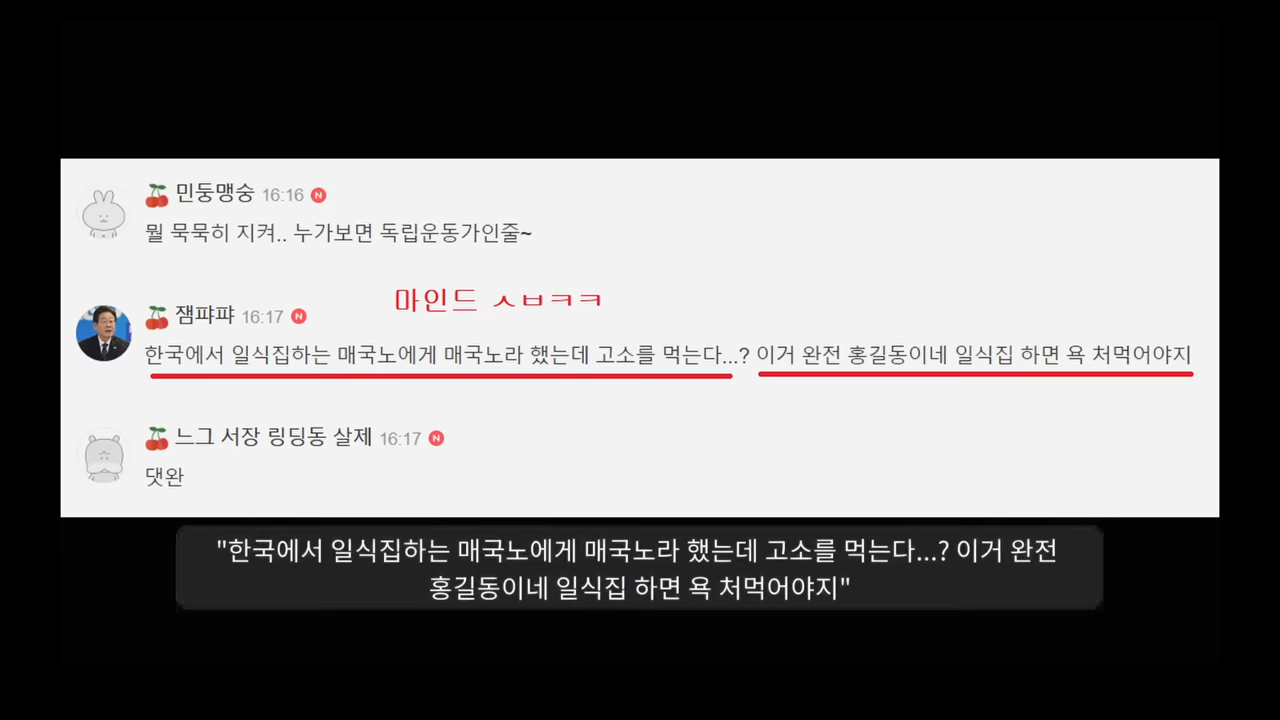 🍒 민둥맹숭 16:16 N
뭘 묵묵히 지켜.. 누가보면 독립운동가인줄~
마인드 ㅅㅂㅋㅋ
🍒 잼퍄퍄 16:17 N
한국에서 일식집하는 매국노에게 매국노라 했는데 고소를 먹는다...? 이거 완전 홍길동이네 일식집 하면 욕 처먹어야지
🍒 느그 서장 링딩동 살제 16:17 N
댓완
"한국에서 일식집하는 매국노에게 매국노라 했는데 고소를 먹는다...? 이거 완전
홍길동이네 일식집 하면 욕 처먹어야지"